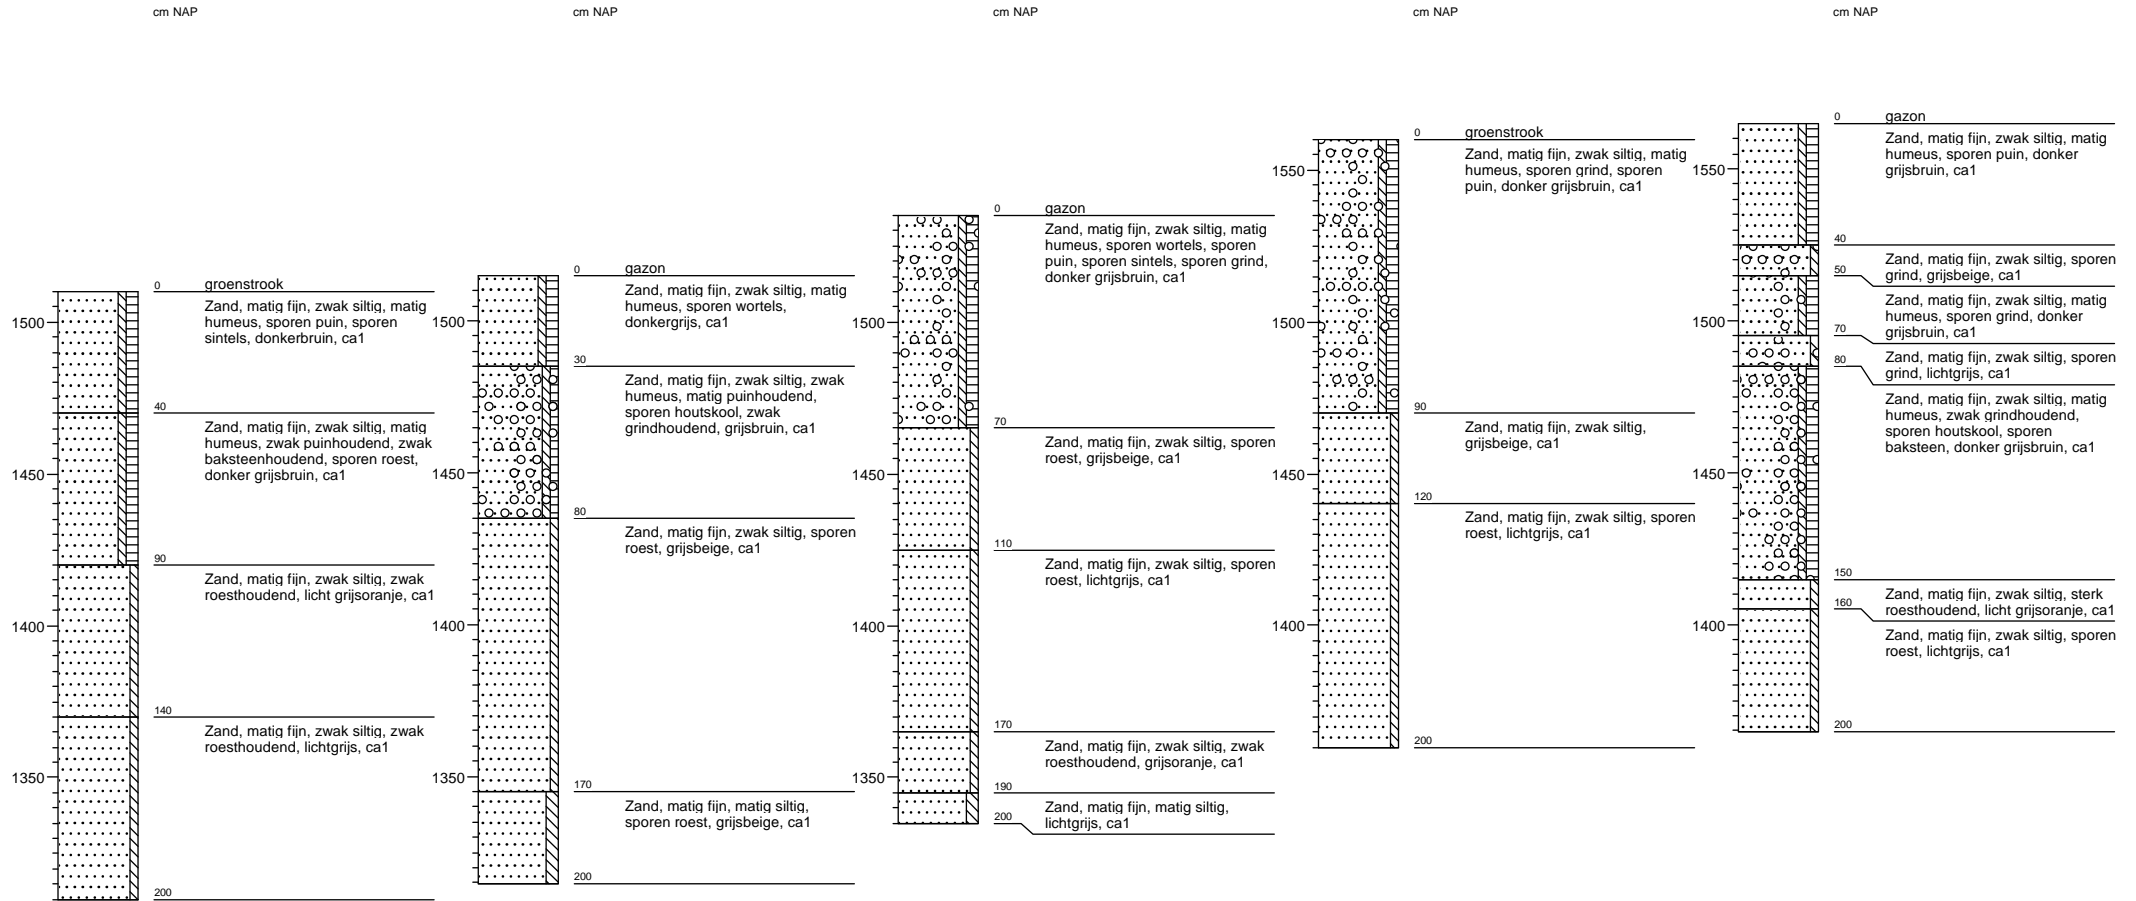 cm NAP
1500
1450
1400
1350
0
groenstrook
Zand, matig fijn, zwak siltig, matig
humeus, sporen puin, sporen
sintels, donkerbruin, ca1
40
Zand, matig fijn, zwak siltig, matig
humeus, zwak puinhoudend, zwak
baksteenhoudend, sporen roest,
donker grijsbruin, ca1
90
Zand, matig fijn, zwak siltig, zwak
roesthoudend, licht grijsoranje, ca1
140
Zand, matig fijn, zwak siltig, zwak
roesthoudend, lichtgrijs, ca1
200
cm NAP
1500
1450
1400
1350
0
gazon
Zand, matig fijn, zwak siltig, matig
humeus, sporen wortels,
donkergrijs, ca1
30
Zand, matig fijn, zwak siltig, zwak
humeus, matig puinhoudend,
sporen houtskool, zwak
grindhoudend, grijsbruin, ca1
80
Zand, matig fijn, zwak siltig, sporen
roest, grijsbeige, ca1
170
Zand, matig fijn, matig siltig,
sporen roest, grijsbeige, ca1
200
cm NAP
1500
1450
1400
1350
0
gazon
Zand, matig fijn, zwak siltig, matig
humeus, sporen wortels, sporen
puin, sporen sintels, sporen grind,
donker grijsbruin, ca1
70
Zand, matig fijn, zwak siltig, sporen
roest, grijsbeige, ca1
110
Zand, matig fijn, zwak siltig, sporen
roest, lichtgrijs, ca1
170
Zand, matig fijn, zwak siltig, zwak
roesthoudend, grijsoranje, ca1
190
Zand, matig fijn, matig siltig,
lichtgrijs, ca1
200
cm NAP
1550
1500
1450
1400
0
groenstrook
Zand, matig fijn, zwak siltig, matig
humeus, sporen grind, sporen
puin, donker grijsbruin, ca1
90
Zand, matig fijn, zwak siltig,
grijsbeige, ca1
120
Zand, matig fijn, zwak siltig, sporen
roest, lichtgrijs, ca1
200
cm NAP
1550
1500
1450
1400
0
gazon
Zand, matig fijn, zwak siltig, matig
humeus, sporen puin, donker
grijsbruin, ca1
40
Zand, matig fijn, zwak siltig, sporen
grind, grijsbeige, ca1
50
Zand, matig fijn, zwak siltig, matig
humeus, sporen grind, donker
grijsbruin, ca1
70
Zand, matig fijn, zwak siltig, sporen
grind, lichtgrijs, ca1
80
Zand, matig fijn, zwak siltig, matig
humeus, zwak grindhoudend,
sporen houtskool, sporen
baksteen, donker grijsbruin, ca1
150
Zand, matig fijn, zwak siltig, sterk
roesthoudend, licht grijsoranje, ca1
160
Zand, matig fijn, zwak siltig, sporen
roest, lichtgrijs, ca1
200